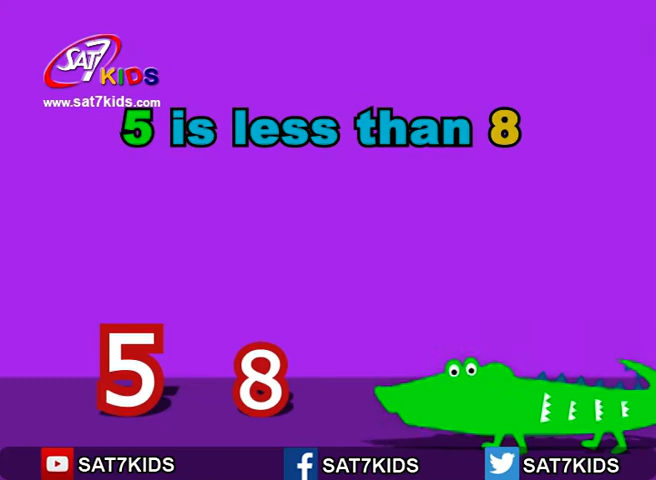 SAT7
KIDS
www.sat7kids.com
5 is less than 8
5 8
SAT7KIDS SAT7KIDS SAT7KIDS